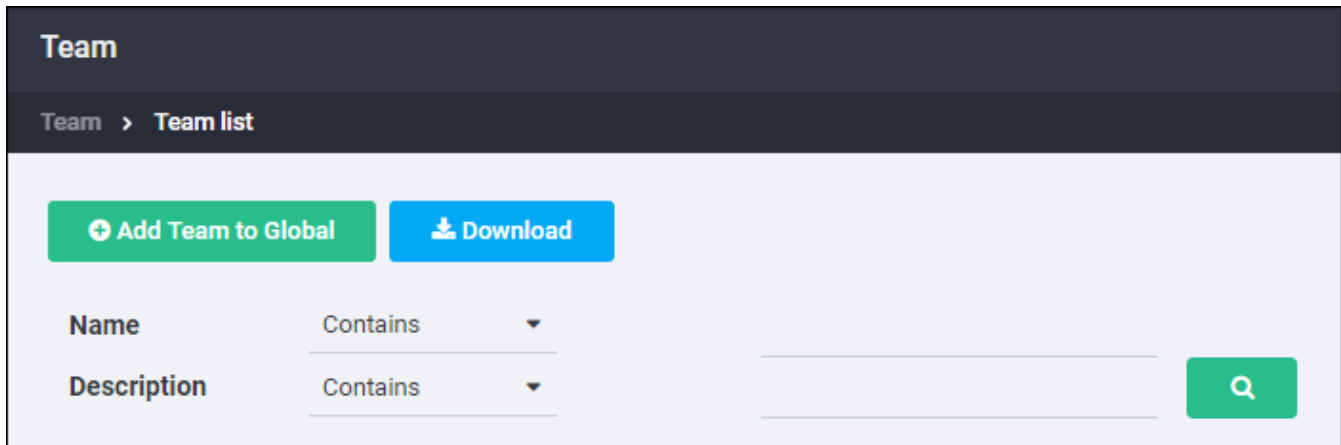 Team
Team > Team list
Add Team to Global Download
Name Contains
Description Contains